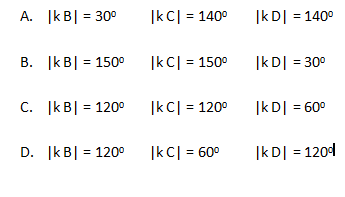 A. |k B| = 30⁰ |k C| = 140⁰ |k D| = 140⁰
B. |k B| = 150⁰ |k C| = 150⁰ |k D| = 30⁰
C. |k B| = 120⁰ |k C| = 120⁰ |k D| = 60⁰
D. |k B| = 120⁰ |k C| = 60⁰ |k D| = 120⁰